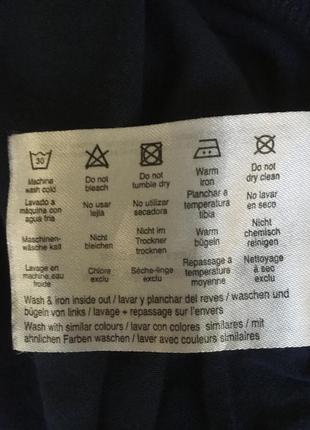 30
Machine wash cold
Do not bleach
Do not tumble dry
Warm iron
Do not dry clean
Lavado a máquina con agua fria
No usar lejia
No utilizar secadora
Planchar a temperatura tibia
No lavar en seco
Maschinen-wäsche kalt
Nicht bleichen
Nicht im Trockner trocknen
Warm bügeln
Nicht chemisch reinigen
Lavage en machine,eau froide
Chlore exclu
Séche-linge exclu
Repassage a temperature moyenne
Nettoyage à sec exclu
Wash & iron inside out / lavar y planchar del reves / waschen und
bügeln von links / lavage + repassage sur l'envers
Wash with similar colours / lavar con colores similares / mit
ähnlichen Farben waschen / laver avec couleurs similaires